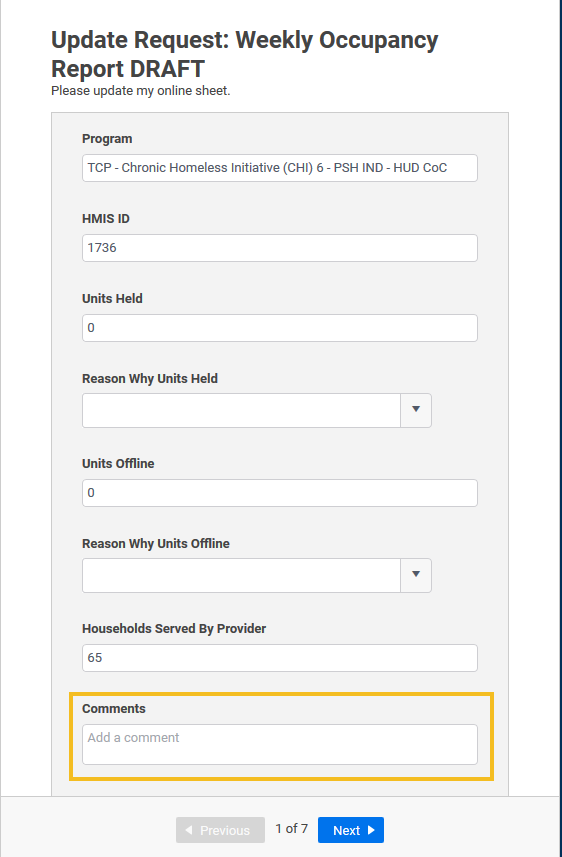 Update Request: Weekly Occupancy
Report DRAFT
Please update my online sheet.
Program
TCP - Chronic Homeless Initiative (CHI) 6 - PSH IND - HUD CoC
HMIS ID
1736
Units Held
0
Reason Why Units Held
Units Offline
0
Reason Why Units Offline
Households Served By Provider
65
Comments
Add a comment
Previous 1 of 7 Next